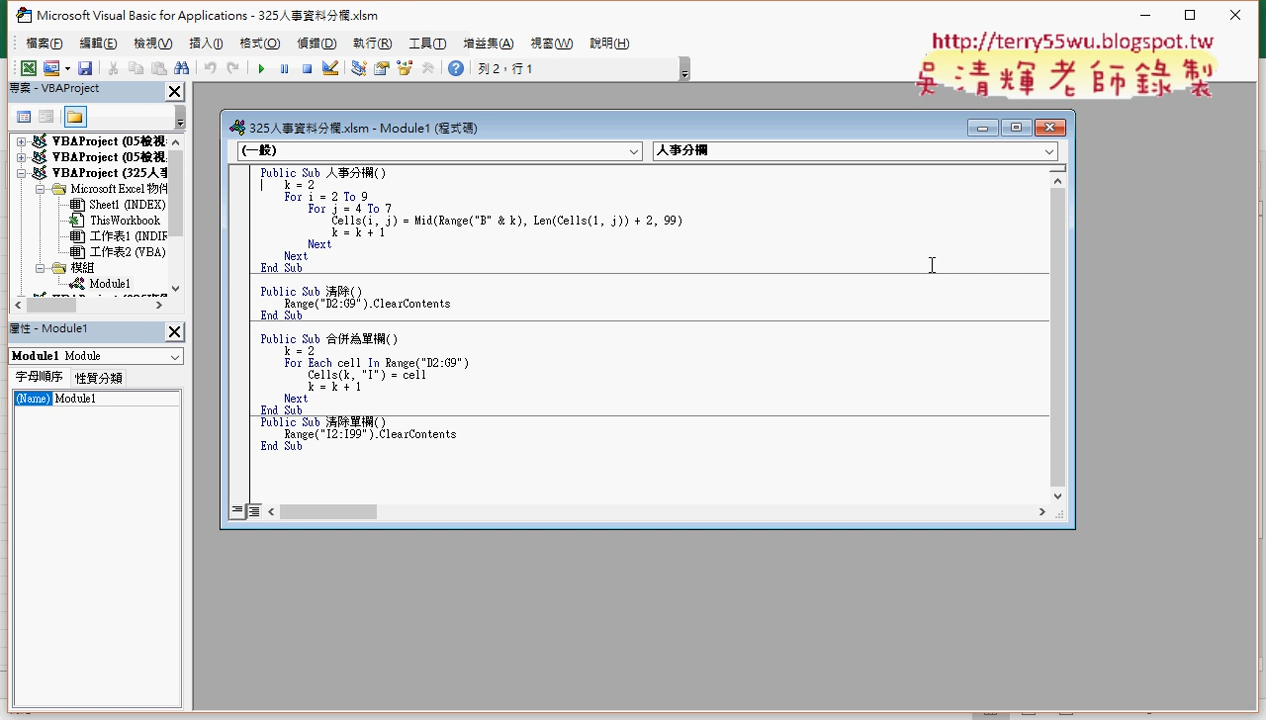 Microsoft Visual Basic for Applications - 325人事資料分欄.xlsm
檔案(F) 編輯(E) 檢視(V) 插入(I) 格式(O) 偵錯(D) 執行(R) 工具(T) 增益集(A) 視窗(W) 說明(H)
http://terry55wu.blogspot.tw
吳清輝老師錄製
列 2，行 1
專案 - VBAProject
VBAProject (05檢視
VBAProject (05檢視
VBAProject (325人事
Microsoft Excel 物件
Sheet1 (INDEX)
ThisWorkbook
工作表1 (INDIR
工作表2 (VBA)
模組
Module1
屬性 - Module1
Module1 Module
字母順序 性質分類
(Name) Module1
325人事資料分欄.xlsm - Module1 (程式碼)
(一般) 人事分欄
Public Sub 人事分欄()
k = 2
For i = 2 To 9
For j = 4 To 7
Cells(i, j) = Mid(Range("B" & k), Len(Cells(1, j)) + 2, 99)
k = k + 1
Next
Next
End Sub
Public Sub 清除()
Range("D2:G9").ClearContents
End Sub
Public Sub 合併為單欄()
k = 2
For Each cell In Range("D2:G9")
Cells(k, "I") = cell
k = k + 1
Next
End Sub
Public Sub 清除單欄()
Range("I2:I99").ClearContents
End Sub